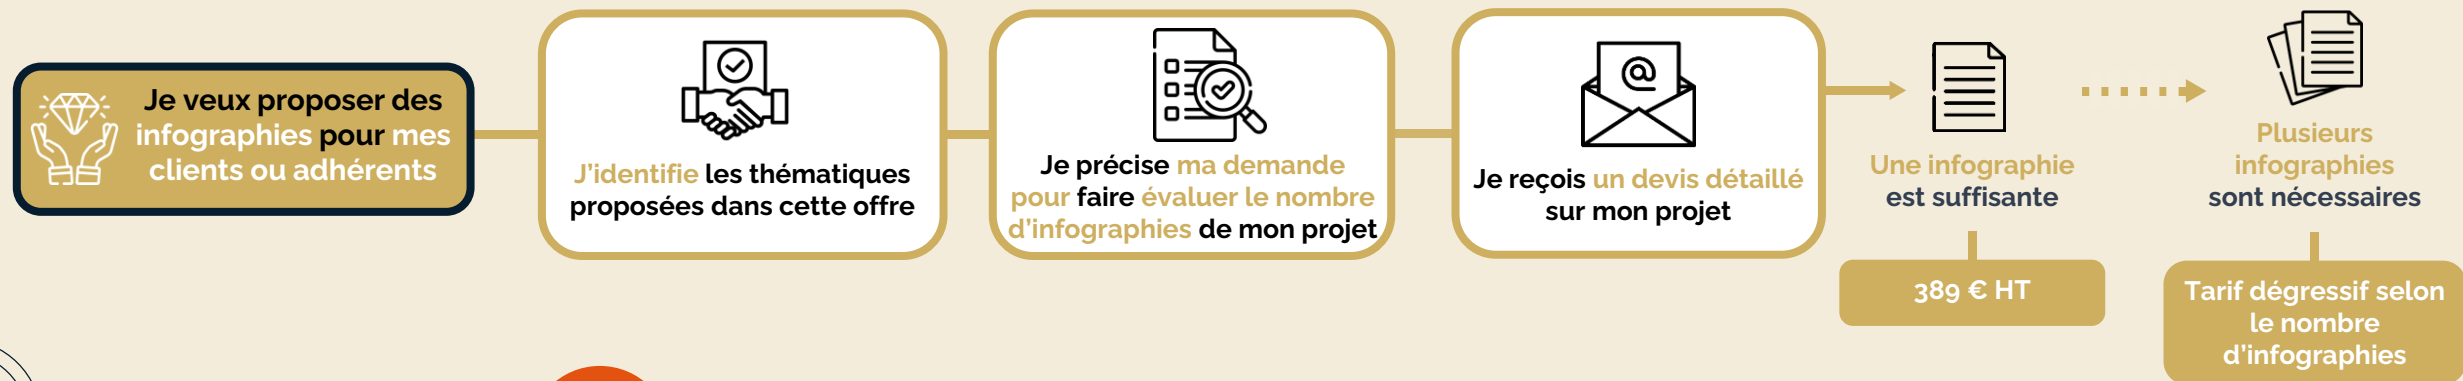 Je veux proposer des
infographies pour mes
clients ou adhérents
J'identifie les thématiques
proposées dans cette offre
Je précise ma demande
pour faire évaluer le nombre
d'infographies de mon projet
@
Je reçois un devis détaillé
sur mon projet
Une infographie
est suffisante
389 € HT
Plusieurs
infographies
sont nécessaires
Tarif dégressif selon
le nombre
d'infographies